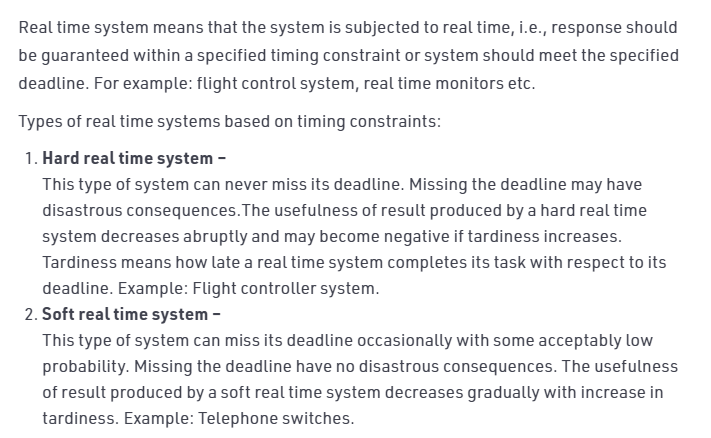 Real time system means that the system is subjected to real time, i.e., response should
be guaranteed within a specified timing constraint or system should meet the specified
deadline. For example: flight control system, real time monitors etc.
Types of real time systems based on timing constraints:
1. Hard real time system –
This type of system can never miss its deadline. Missing the deadline may have
disastrous consequences.The usefulness of result produced by a hard real time
system decreases abruptly and may become negative if tardiness increases.
Tardiness means how late a real time system completes its task with respect to its
deadline. Example: Flight controller system.
2. Soft real time system –
This type of system can miss its deadline occasionally with some acceptably low
probability. Missing the deadline have no disastrous consequences. The usefulness
of result produced by a soft real time system decreases gradually with increase in
tardiness. Example: Telephone switches.